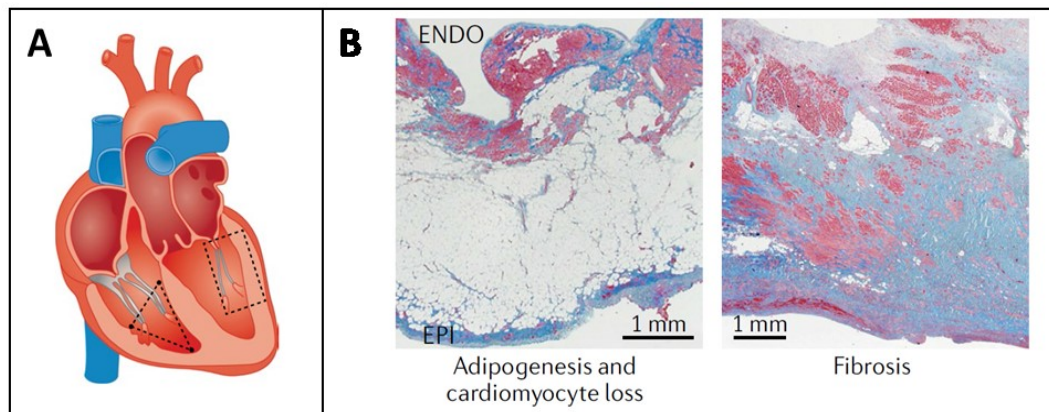 A
B
ENDO
EPI
1 mm
1 mm
Adipogenesis and
cardiomyocyte loss
Fibrosis